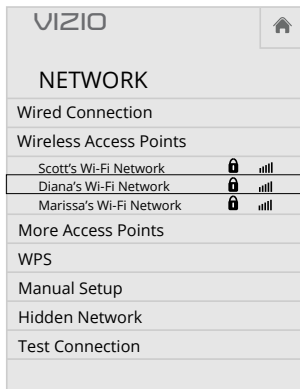 VIZIO
NETWORK
Wired Connection
Wireless Access Points
Scott's Wi-Fi Network
Diana's Wi-Fi Network
Marissa's Wi-Fi Network
More Access Points
WPS
Manual Setup
Hidden Network
Test Connection